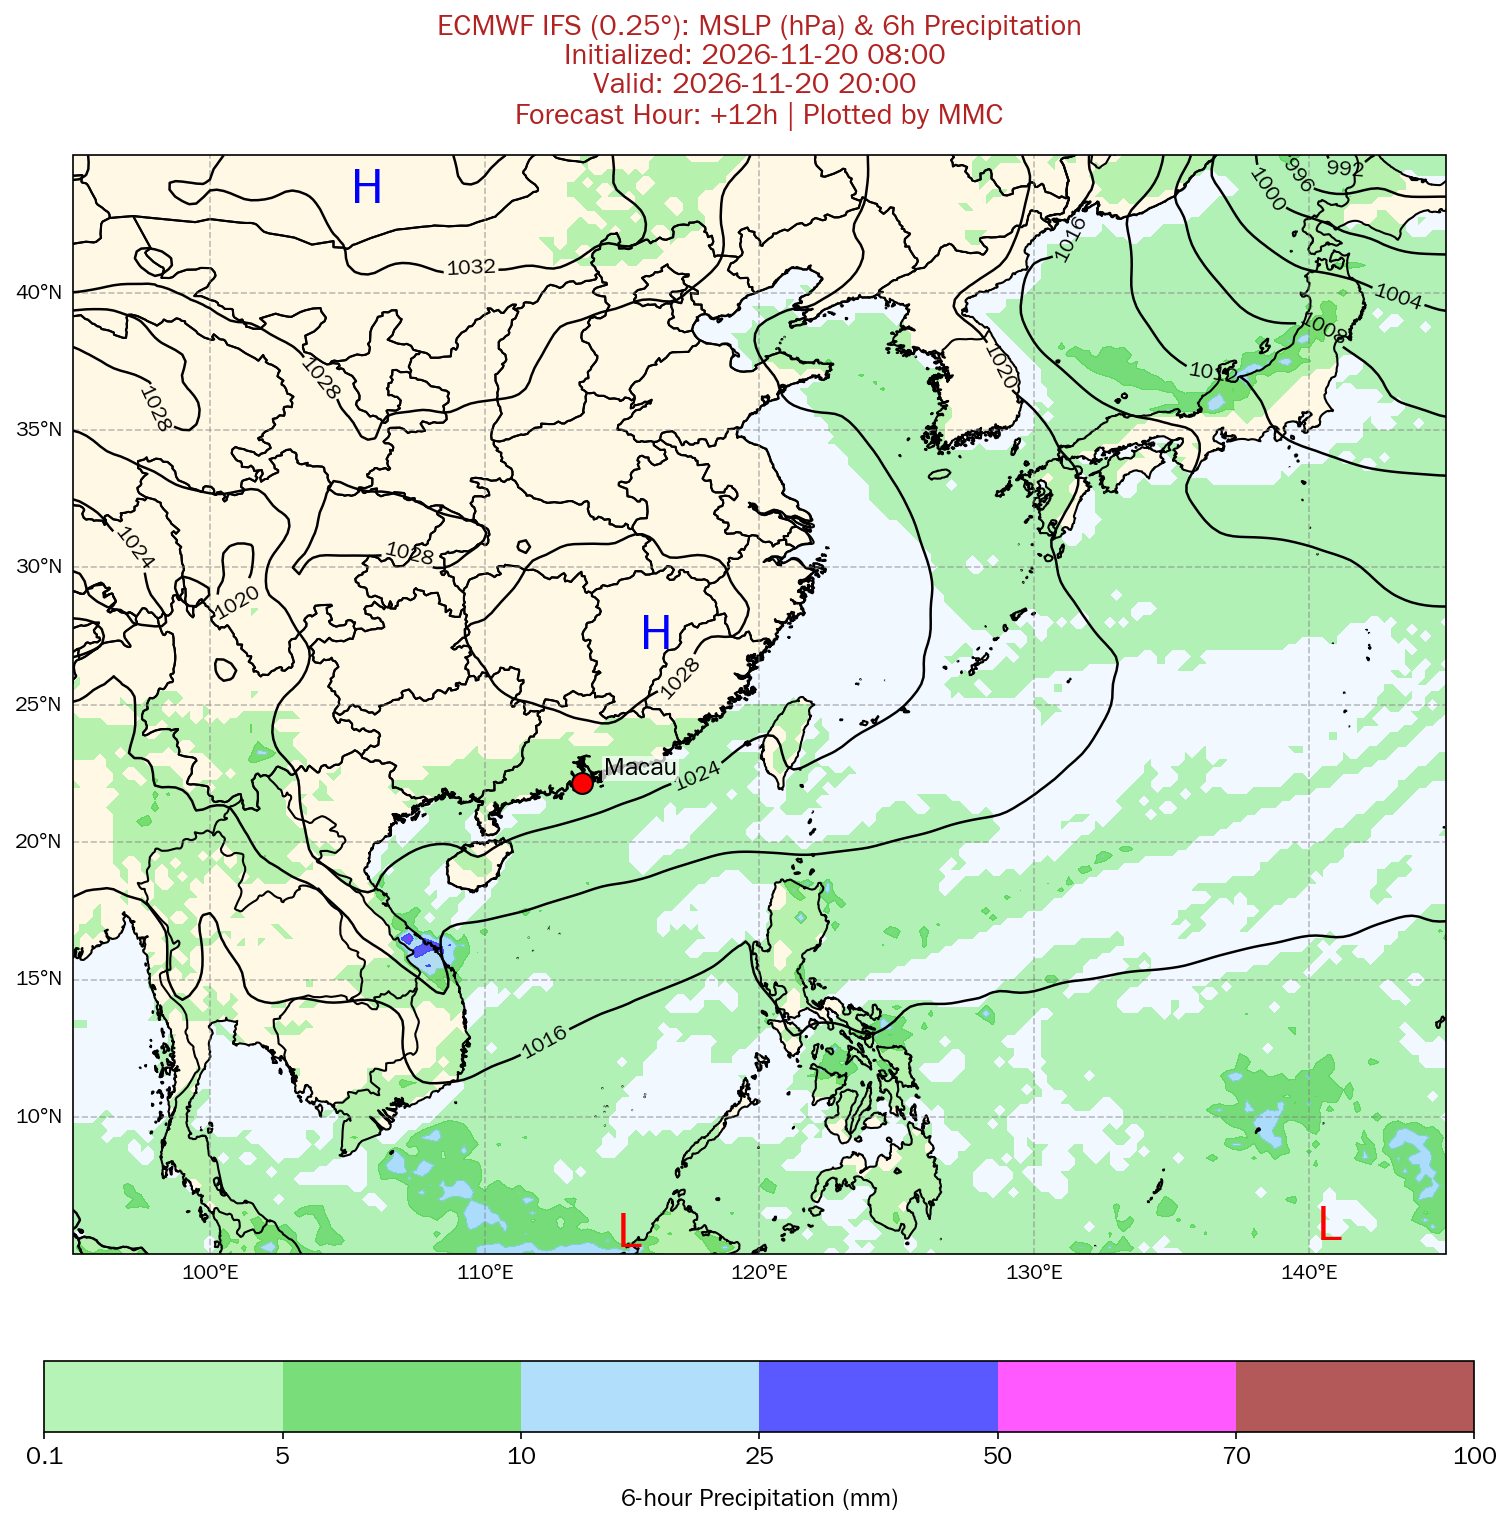 ECMWF IFS (0.25°): MSLP (hPa) & 6h Precipitation
Initialized: 2026-11-20 08:00
Valid: 2026-11-20 20:00
Forecast Hour: +12h | Plotted by MMC
992
996
1000
H
1016
1032
40°N
1004
1008
1020
1012
1028
1028
35°N
1024
1028
30°N
1020
H
1028
25°N
Macau
1024
20°N
15°N
1016
10°N
L
L
100°E 110°E 120°E 130°E 140°E
0.1 5 10 25 50 70 100
6-hour Precipitation (mm)